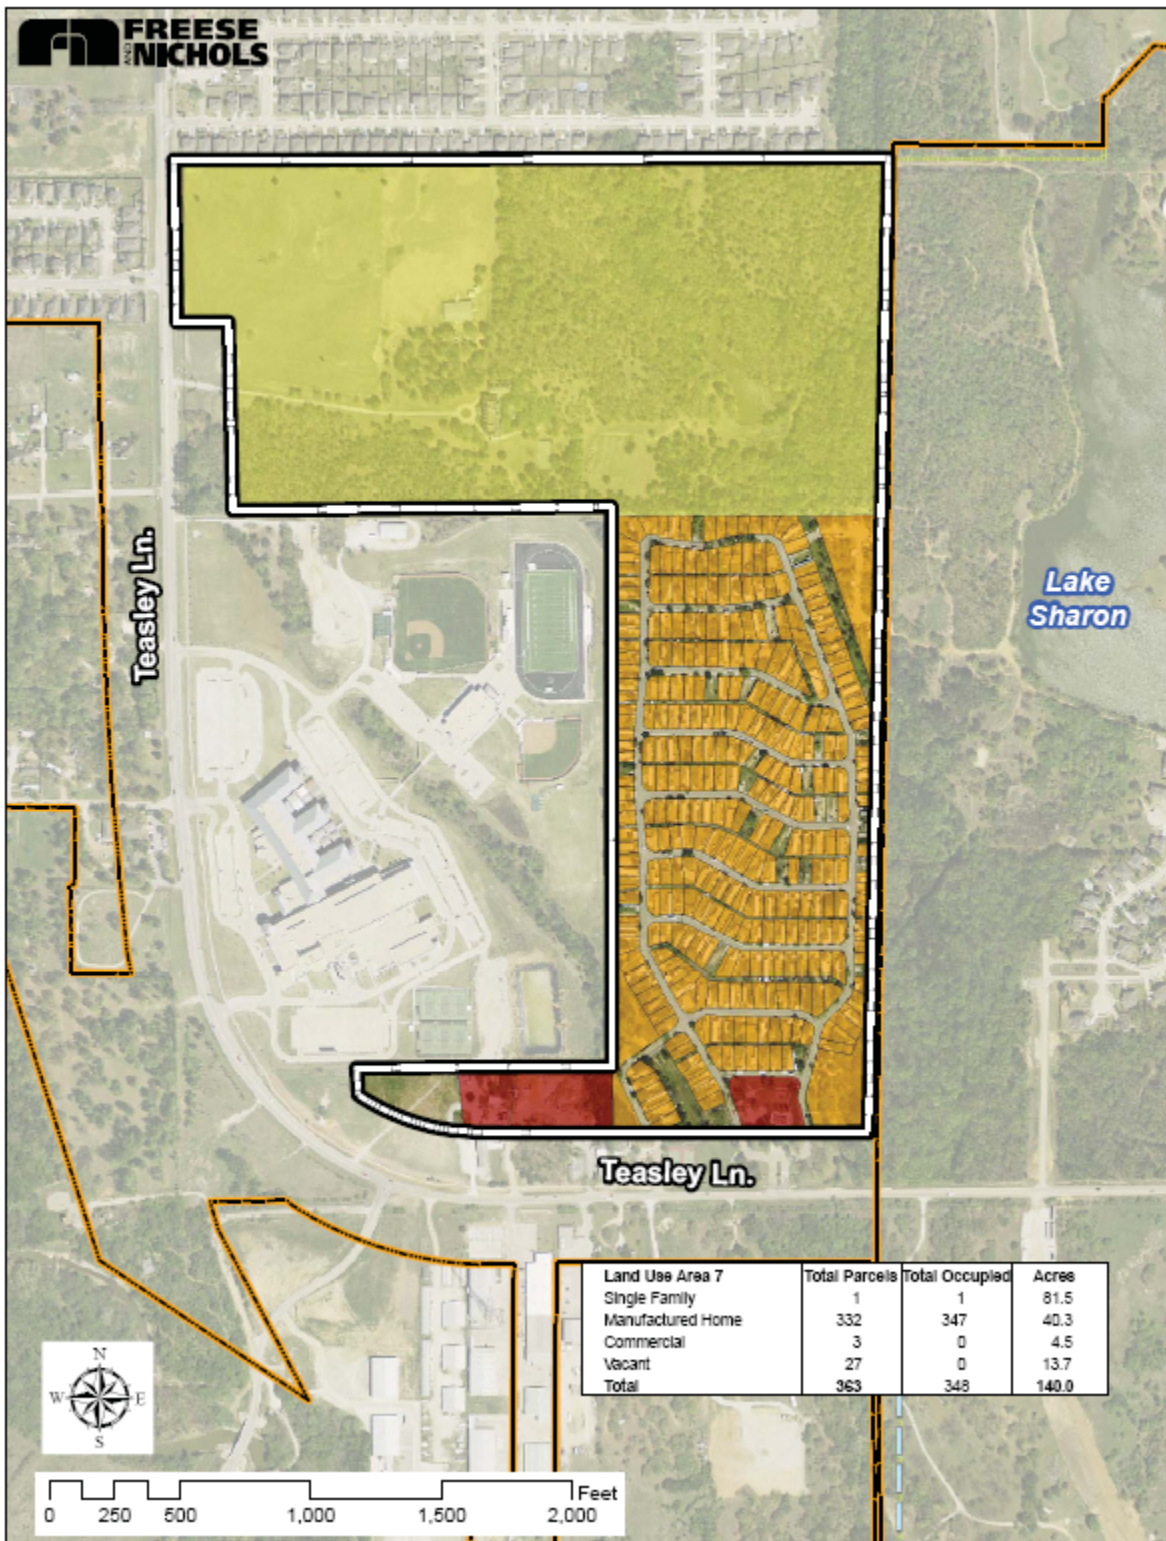 FREESE
AND
NICHOLS
Teasley Ln.
Lake
Sharon
Teasley Ln.
Land Use Area 7 Total Parcels Total Occupied Acres
Single Family 1 1 81.5
Manufactured Home 332 347 40.3
Commercial 3 0 4.5
Vacant 27 0 13.7
Total 363 348 140.0
N
W E
S
Feet
0 250 500 1,000 1,500 2,000